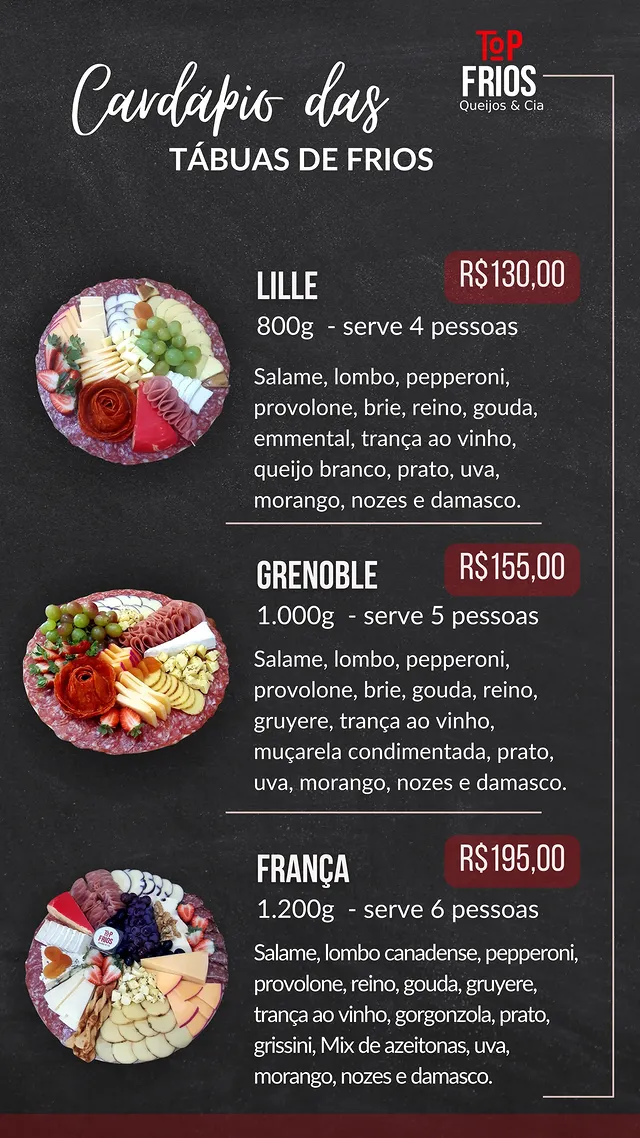 TOP
FRIOS
Queijos & Cia
Cardápio das
TÁBUAS DE FRIOS
LILLE
R$130,00
800g - serve 4 pessoas
Salame, lombo, pepperoni,
provolone, brie, reino, gouda,
emmental, trança ao vinho,
queijo branco, prato, uva,
morango, nozes e damasco.
GRENOBLE
R$155,00
1.000g - serve 5 pessoas
Salame, lombo, pepperoni,
provolone, brie, gouda, reino,
gruyere, trança ao vinho,
muçarela condimentada, prato,
uva, morango, nozes e damasco.
FRANÇA
R$195,00
1.200g - serve 6 pessoas
Salame, lombo canadense, pepperoni,
provolone, reino, gouda, gruyere,
trança ao vinho, gorgonzola, prato,
grissini, Mix de azeitonas, uva,
morango, nozes e damasco.
TOP
FRIOS